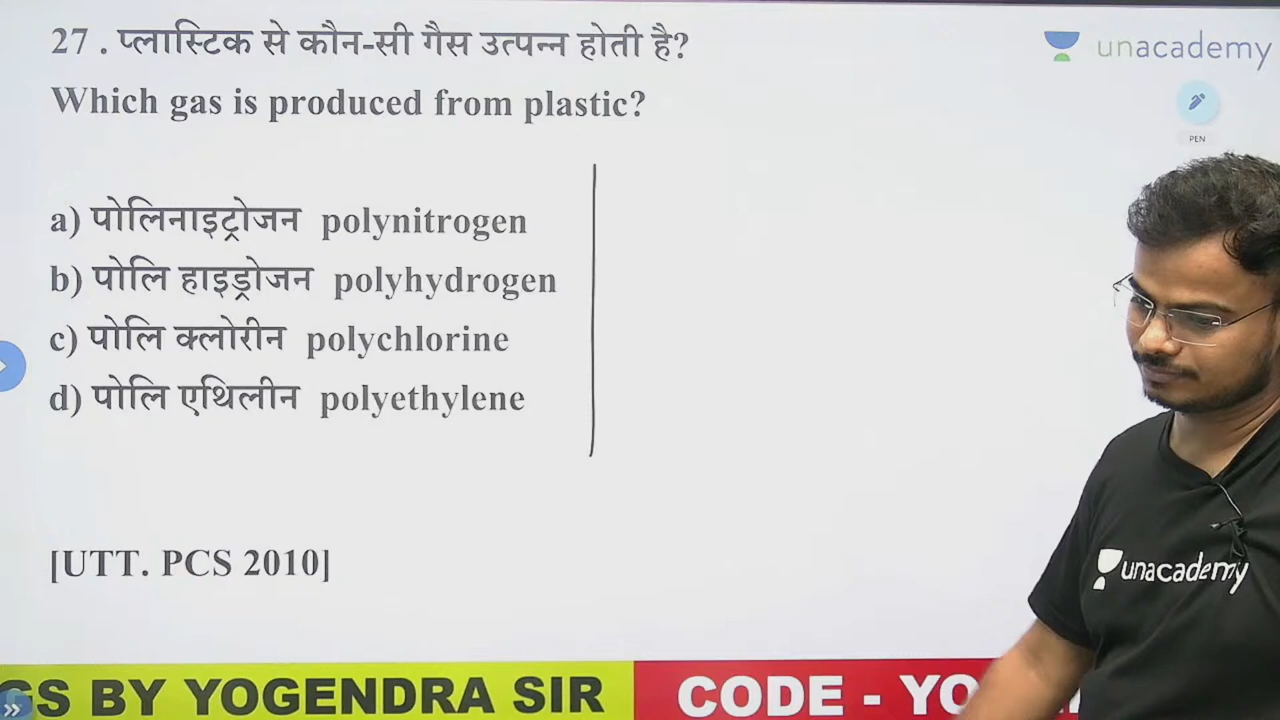 27 . प्लास्टिक से कौन-सी गैस उत्पन्न होती है?
unacademy
Which gas is produced from plastic?
PEN
a) पोलिनाइट्रोजन polynitrogen
b) पोलि हाइड्रोजन polyhydrogen
c) पोलि क्लोरीन polychlorine
d) पोलि एथिलीन polyethylene
[UTT. PCS 2010]
unacademy
GS BY YOGENDRA SIR
CODE -